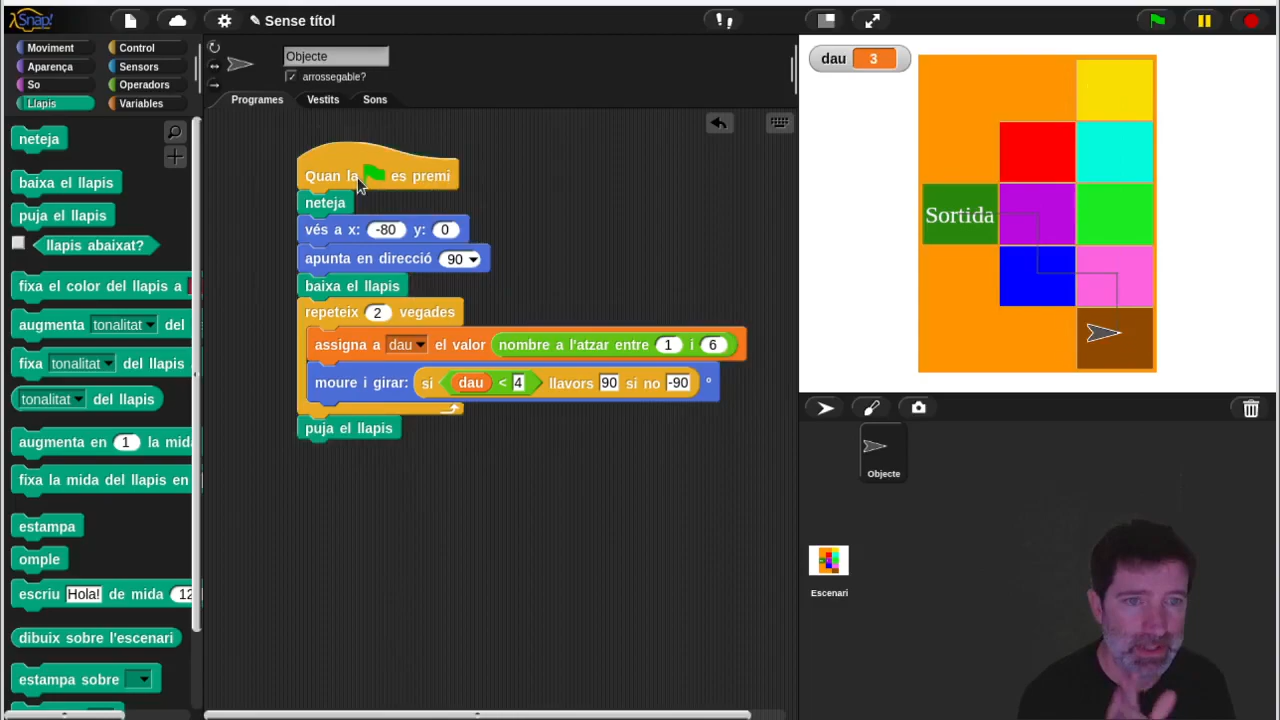 Snap!
Sense títol
Moviment
Control
Aparença
Sensors
So
Operadors
Llapis
Variables
neteja
baixa el llapis
puja el llapis
llapis abaixat?
fixa el color del llapis a
augmenta tonalitat del
fixa tonalitat del llapis
tonalitat del llapis
augmenta en 1 la mida
fixa la mida del llapis en
estampa
omple
escriu Hola! de mida 12
dibuix sobre l'escenari
estampa sobre
Objecte
arrossegable?
Programes
Vestits
Sons
Quan la es premi
neteja
vés a x: -80 y: 0
apunta en direcció 90
baixa el llapis
repeteix 2 vegades
assigna a dau el valor nombre a l'atzar entre 1 i 6
moure i girar: si dau < 4 llavors 90 si no -90 °
puja el llapis
dau 3
Sortida
Objecte
Escenari